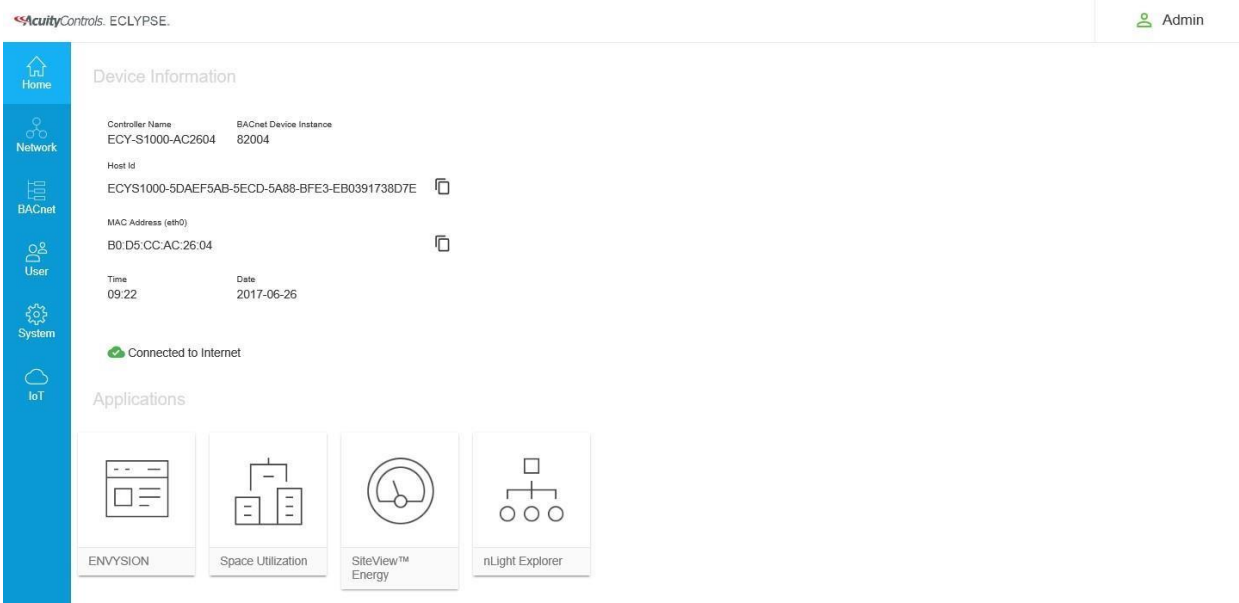 AcuityControls. ECLYPSE.
Admin
Home
Device Information
Controller Name BACnet Device Instance
ECY-S1000-AC2604 82004
Network
Host Id
ECYS1000-5DAEF5AB-5ECD-5A88-BFE3-EB0391738D7E
BACnet
MAC Address (eth0)
B0:D5:CC:AC:26:04
User
Time Date
09:22 2017-06-26
System
Connected to Internet
IoT
Applications
ENVYSION
Space Utilization
SiteView™
Energy
nLight Explorer